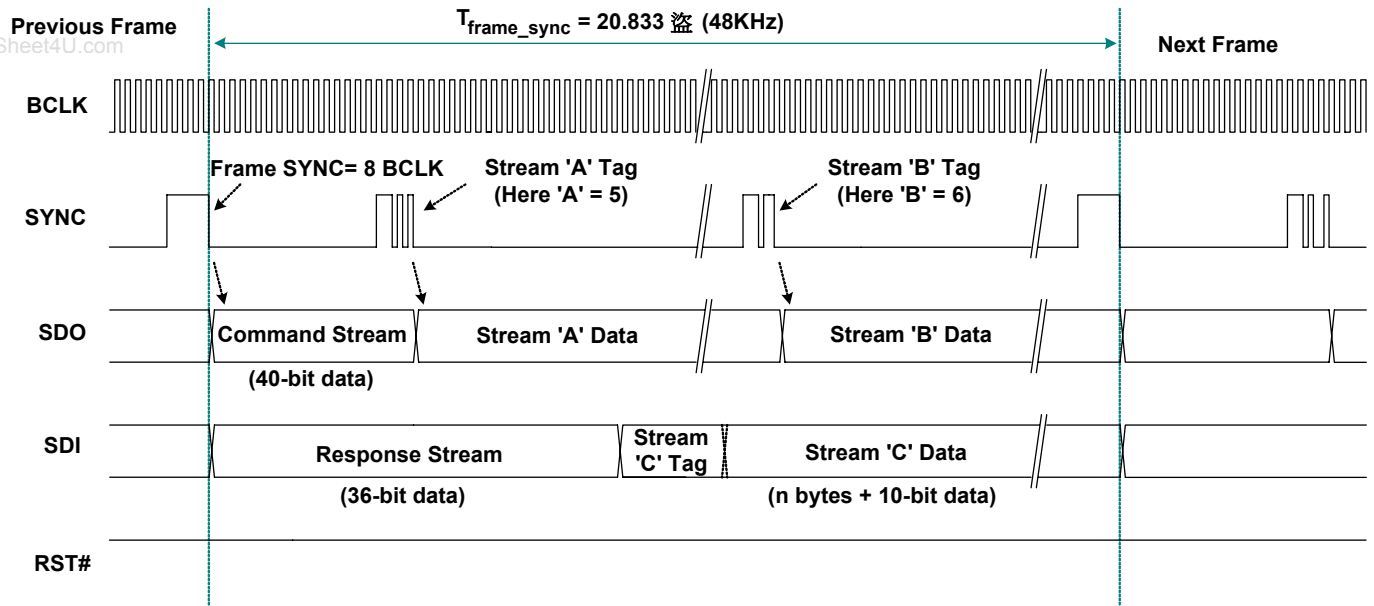 Previous Frame
T frame_sync = 20.833 盜 (48KHz)
Next Frame
Sheet4U.com
BCLK
Frame SYNC= 8 BCLK
Stream 'A' Tag
(Here 'A' = 5)
Stream 'B' Tag
(Here 'B' = 6)
SYNC
SDO
Command Stream
Stream 'A' Data
Stream 'B' Data
(40-bit data)
SDI
Response Stream
Stream
'C' Tag
Stream 'C' Data
(36-bit data)
(n bytes + 10-bit data)
RST#